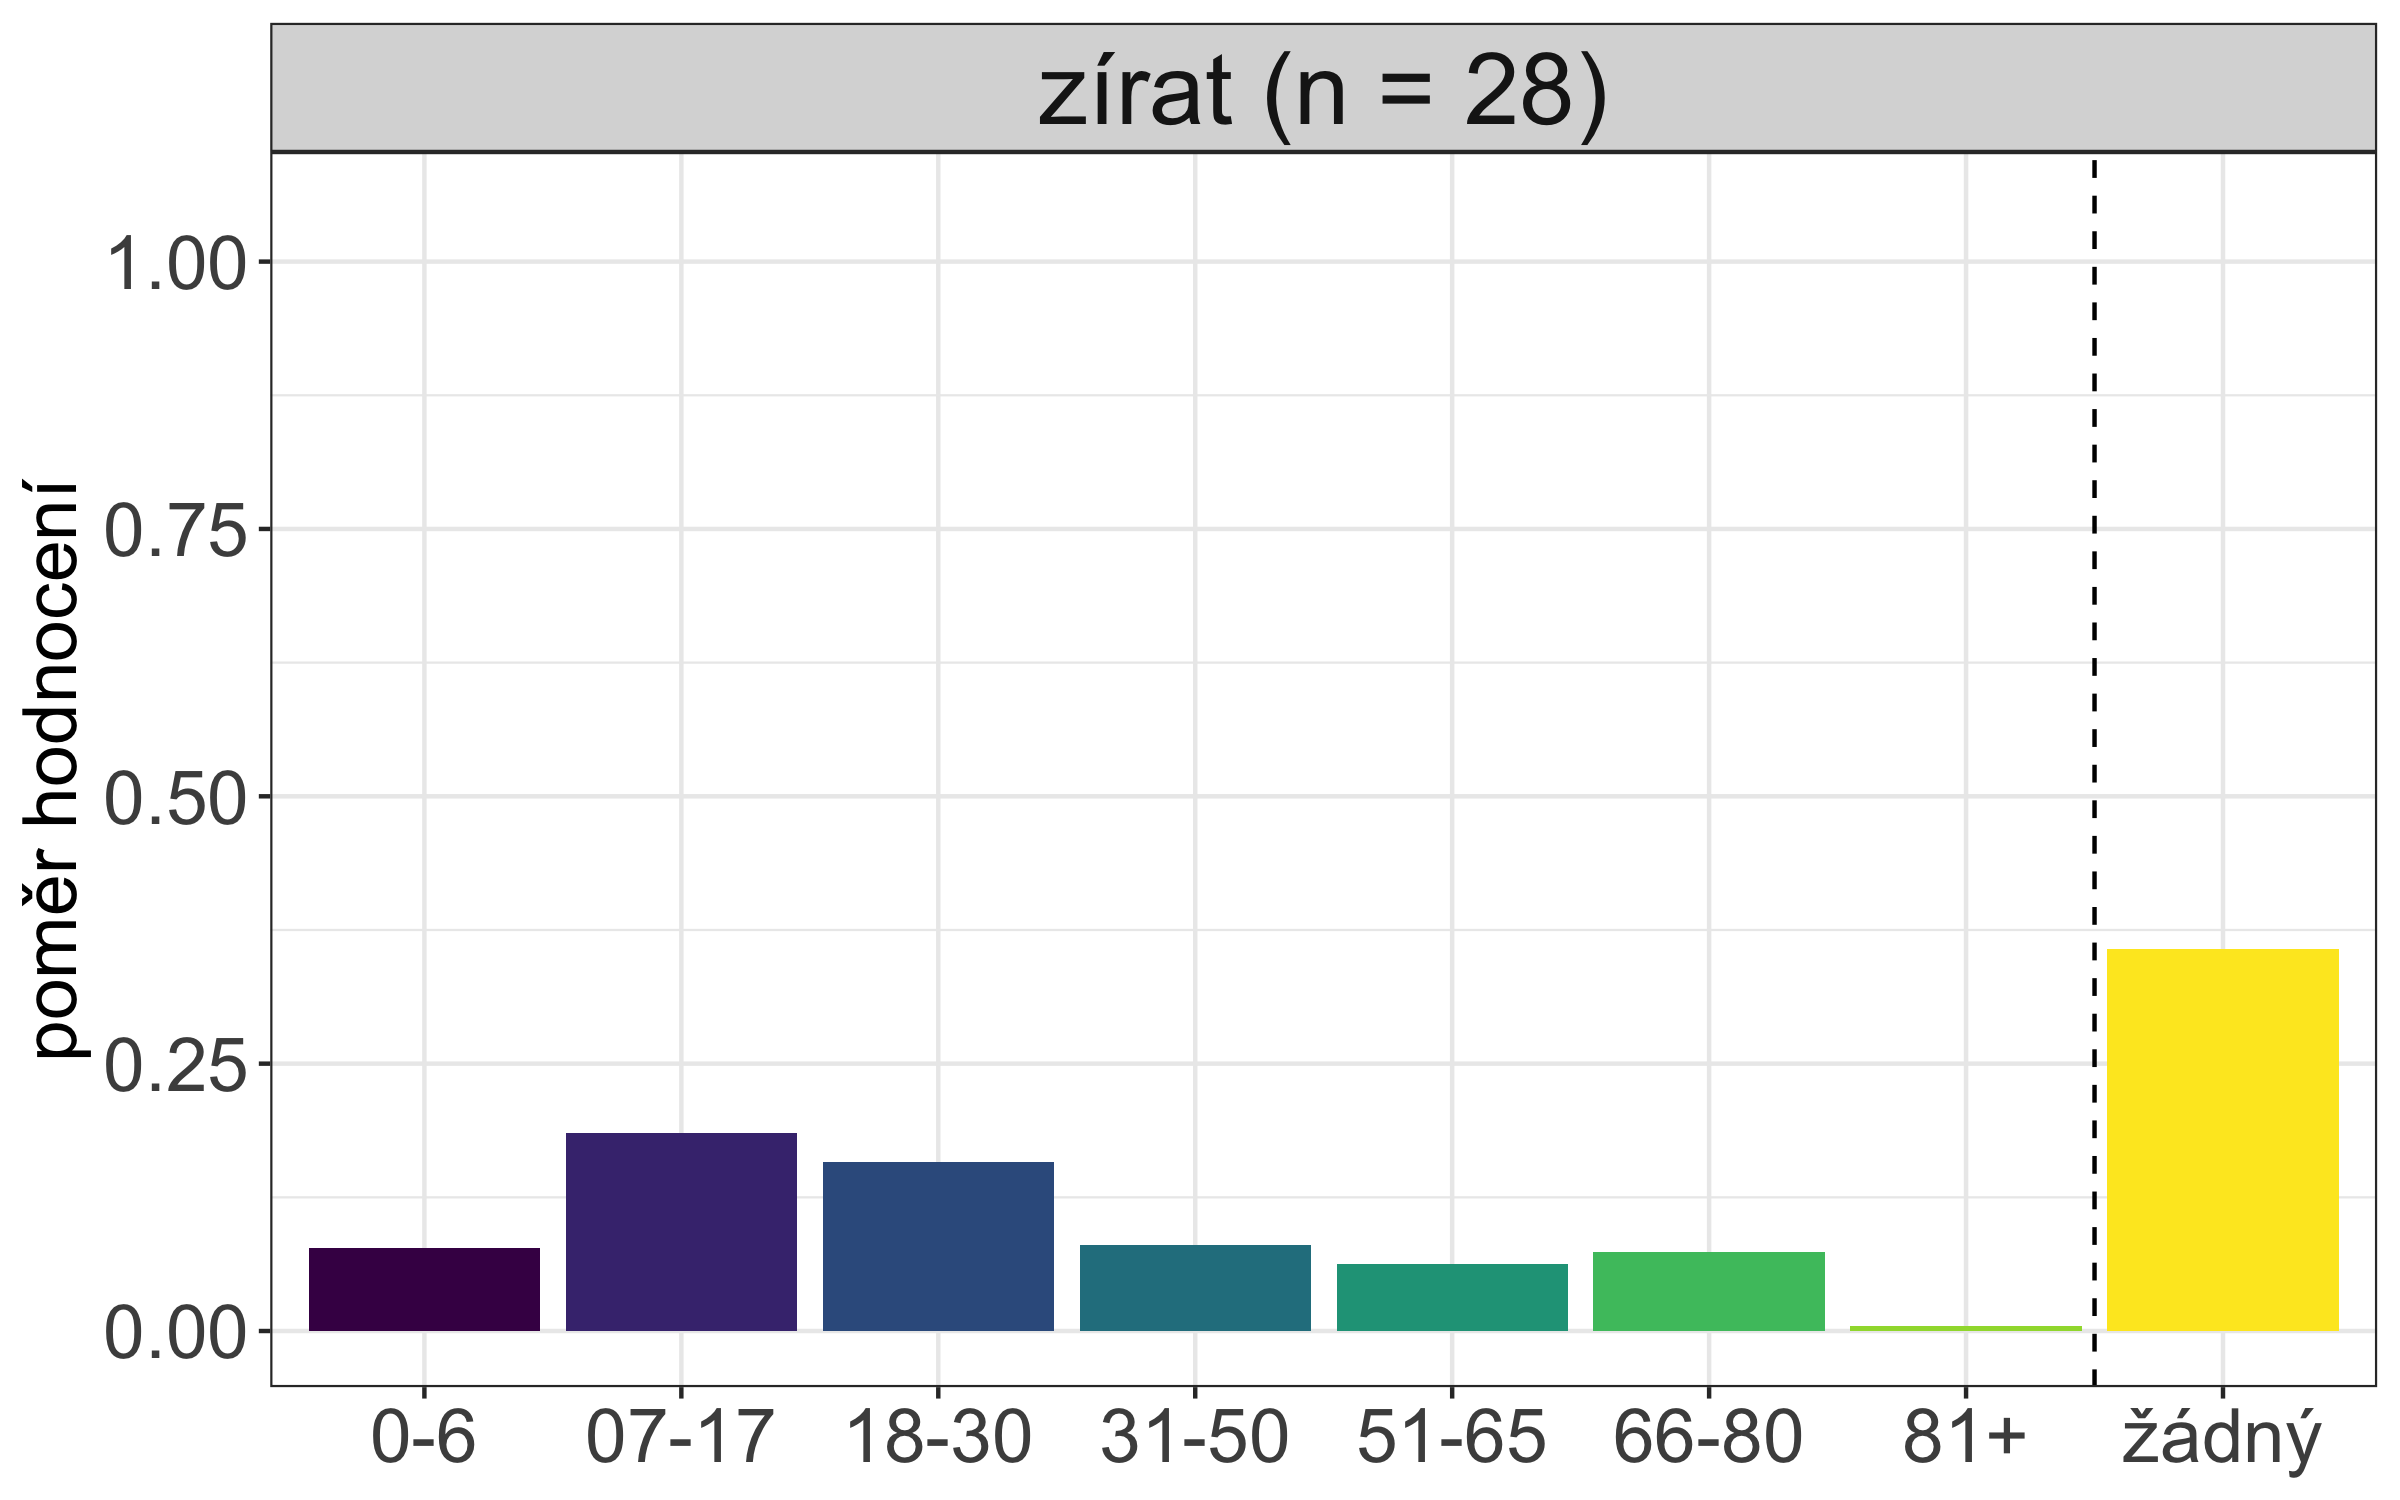 zírat (n = 28)
poměr hodnocení
1.00
0.75
0.50
0.25
0.00
0-6 07-17 18-30 31-50 51-65 66-80 81+ žádný